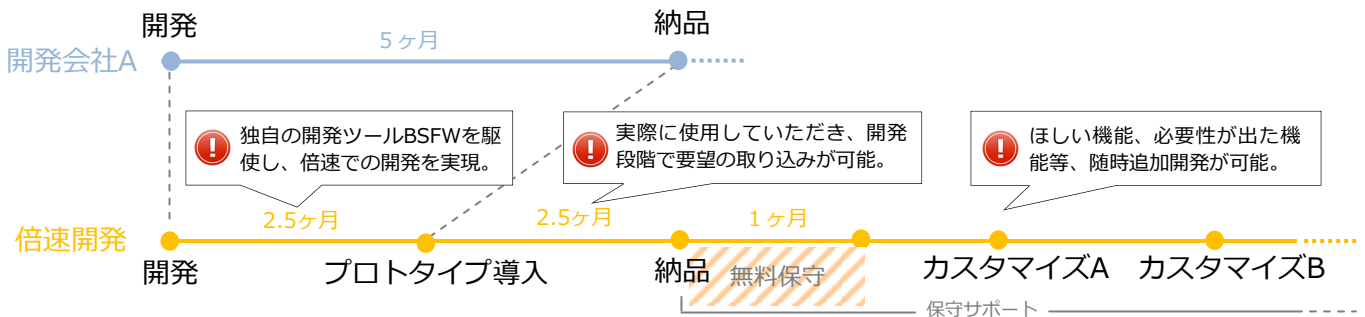 開発
納品
5ヶ月
開発会社A
独自の開発ツールBSFWを駆
使し、倍速での開発を実現。
実際に使用していただき、開発
段階で要望の取り込みが可能。
ほしい機能、必要性が出た機
能等、随時追加開発が可能。
2.5ヶ月
2.5ヶ月
1ヶ月
倍速開発
開発
プロトタイプ導入
納品
無料保守
カスタマイズA
カスタマイズB
保守サポート